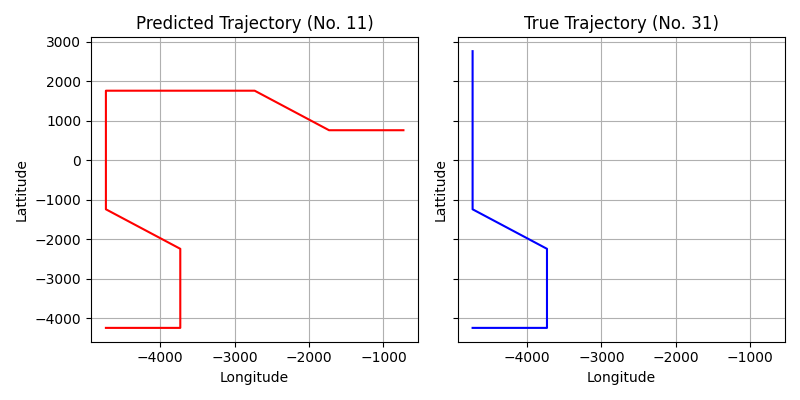 Predicted Trajectory (No. 11)
True Trajectory (No. 31)
3000
2000
1000
0
−1000
−2000
−3000
−4000
Lattitude
Lattitude
−4000 −3000 −2000 −1000
−4000 −3000 −2000 −1000
Longitude
Longitude